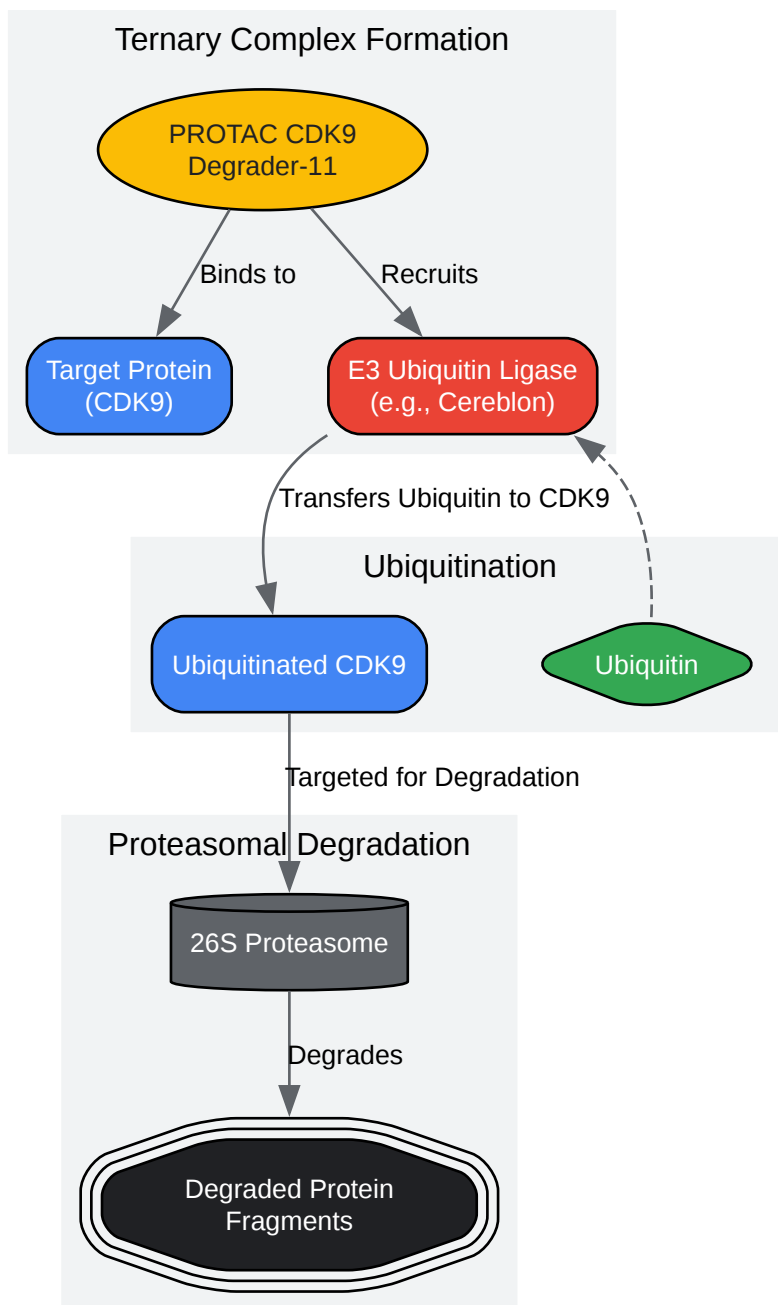 Ternary Complex Formation
PROTAC CDK9
Degrader-11
Binds to
Recruits
Target Protein
(CDK9)
E3 Ubiquitin Ligase
(e.g., Cereblon)
Transfers Ubiquitin to CDK9
Ubiquitination
Ubiquitinated CDK9
Ubiquitin
Targeted for Degradation
Proteasomal Degradation
26S Proteasome
Degrades
Degraded Protein
Fragments